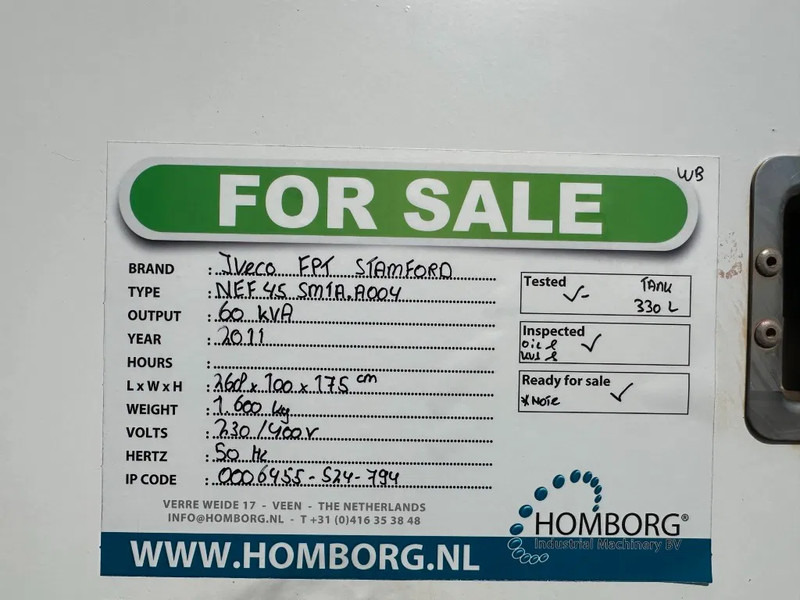 WB
FOR SALE
BRAND : Iveco FPT STAMFORD
TYPE : NEF 45 SM1A.A004
OUTPUT : 60 kVA
YEAR : 2011
HOURS :
L x W x H : 260 x 100 x 175 cm
WEIGHT : 1.600 kg
VOLTS : 230/400V
HERTZ : 50 Hz
IP CODE : 0006455-524-794
Tested TANK
330 L
Inspected
Ready for sale
*NOTE
VERRE WEIDE 17 - VEEN - THE NETHERLANDS
INFO@HOMBORG.NL - T +31 (0)416 35 38 48
HOMBORG®
Industrial Machinery BV
WWW.HOMBORG.NL